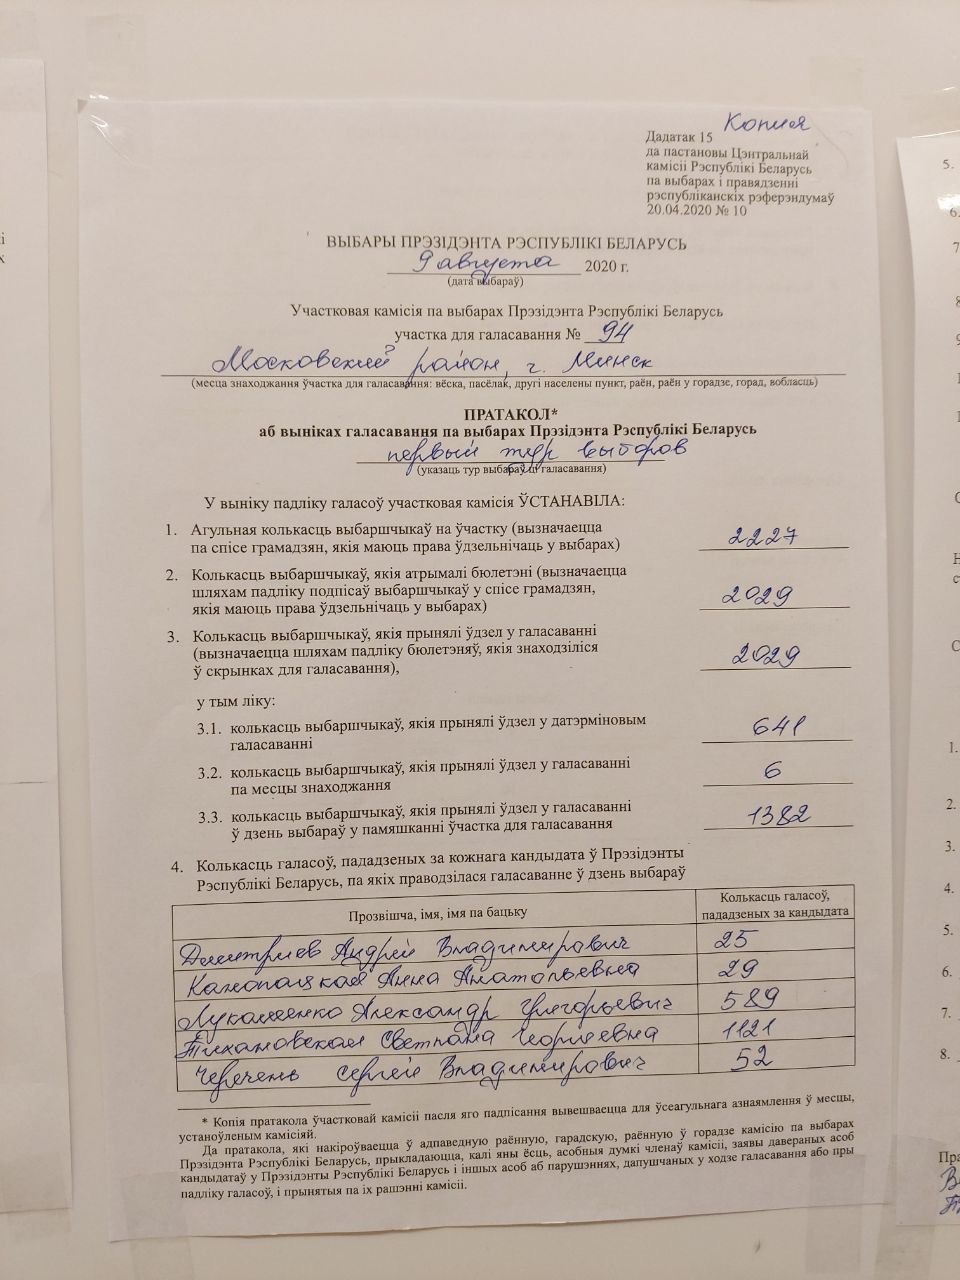 Копия
Дадатак 15
да пастановы Цэнтральнай
камісіі Рэспублікі Беларусь
па выбарах і правядзенні
рэспубліканскіх рэферэндумаў
20.04.2020 № 10
ВЫБАРЫ ПРЭЗІДЭНТА РЭСПУБЛІКІ БЕЛАРУСЬ
9 августа 2020 г.
(дата выбараў)
Участковая камісія па выбарах Прэзідэнта Рэспублікі Беларусь
участка для галасавання № 94
Московский район, г. Минск
(месца знаходжання ўчастка для галасавання: вёска, пасёлак, другі населены пункт, раён, раён у горадзе, горад, вобласць)
ПРАТАКОЛ*
аб выніках галасавання па выбарах Прэзідэнта Рэспублікі Беларусь
первый тур выборов
(указаць тур выбараў ці галасавання)
У выніку падліку галасоў участковая камісія ЎСТАНАВІЛА:
1. Агульная колькасць выбаршчыкаў на ўчастку (вызначаецца
па спісе грамадзян, якія маюць права ўдзельнічаць у выбарах) 2227
2. Колькасць выбаршчыкаў, якія атрымалі бюлетэні (вызначаецца
шляхам падліку подпісаў выбаршчыкаў у спісе грамадзян,
якія маюць права ўдзельнічаць у выбарах) 2029
3. Колькасць выбаршчыкаў, якія прынялі ўдзел у галасаванні
(вызначаецца шляхам падліку бюлетэняў, якія знаходзіліся
ў скрынках для галасавання), 2029
у тым ліку:
3.1. колькасць выбаршчыкаў, якія прынялі ўдзел у датэрміновым
галасаванні 641
3.2. колькасць выбаршчыкаў, якія прынялі ўдзел у галасаванні
па месцы знаходжання 6
3.3. колькасць выбаршчыкаў, якія прынялі ўдзел у галасаванні
ў дзень выбараў у памяшканні ўчастка для галасавання 1382
4. Колькасць галасоў, пададзеных за кожнага кандыдата ў Прэзідэнты
Рэспублікі Беларусь, па якіх праводзілася галасаванне ў дзень выбараў
Прозвішча, імя, імя па бацьку Колькасць галасоў,
пададзеных за кандыдата
Дмитриев Андрей Владимирович 25
Канопацкая Анна Анатольевна 29
Лукашенко Александр Григорьевич 589
Тихановская Светлана Георгиевна 1121
Черечень Сергей Владимирович 52
* Копія пратакола ўчастковай камісіі пасля яго падпісання вывешваецца для ўсеагульнага азнаямлення ў месцы,
устаноўленым камісіяй.
Да пратакола, які накіроўваецца ў адпаведную раённую, гарадскую, раённую ў горадзе камісію па выбарах
Прэзідэнта Рэспублікі Беларусь, прыкладаюцца, калі яны ёсць, асобныя думкі членаў камісіі, заявы давераных асоб
кандыдатаў у Прэзідэнты Рэспублікі Беларусь і іншых асоб аб парушэннях, дапушчаных у ходзе галасавання або пры
падліку галасоў, і прынятыя па іх рашэнні камісіі.